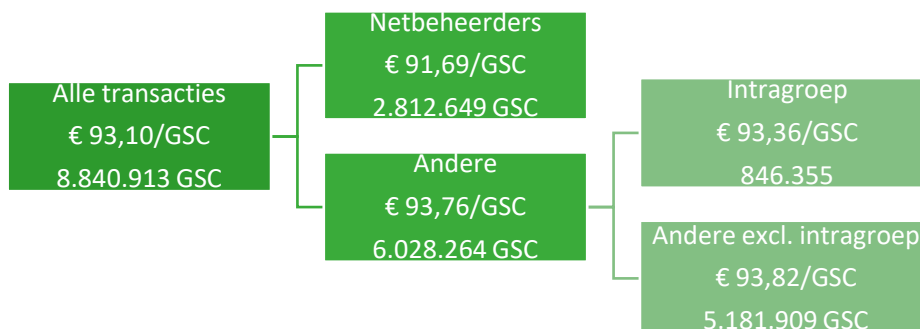 Alle transacties
€ 93,10/GSC
8.840.913 GSC
Netbeheerders
€ 91,69/GSC
2.812.649 GSC
Andere
€ 93,76/GSC
6.028.264 GSC
Intragroep
€ 93,36/GSC
846.355
Andere excl. intragroep
€ 93,82/GSC
5.181.909 GSC